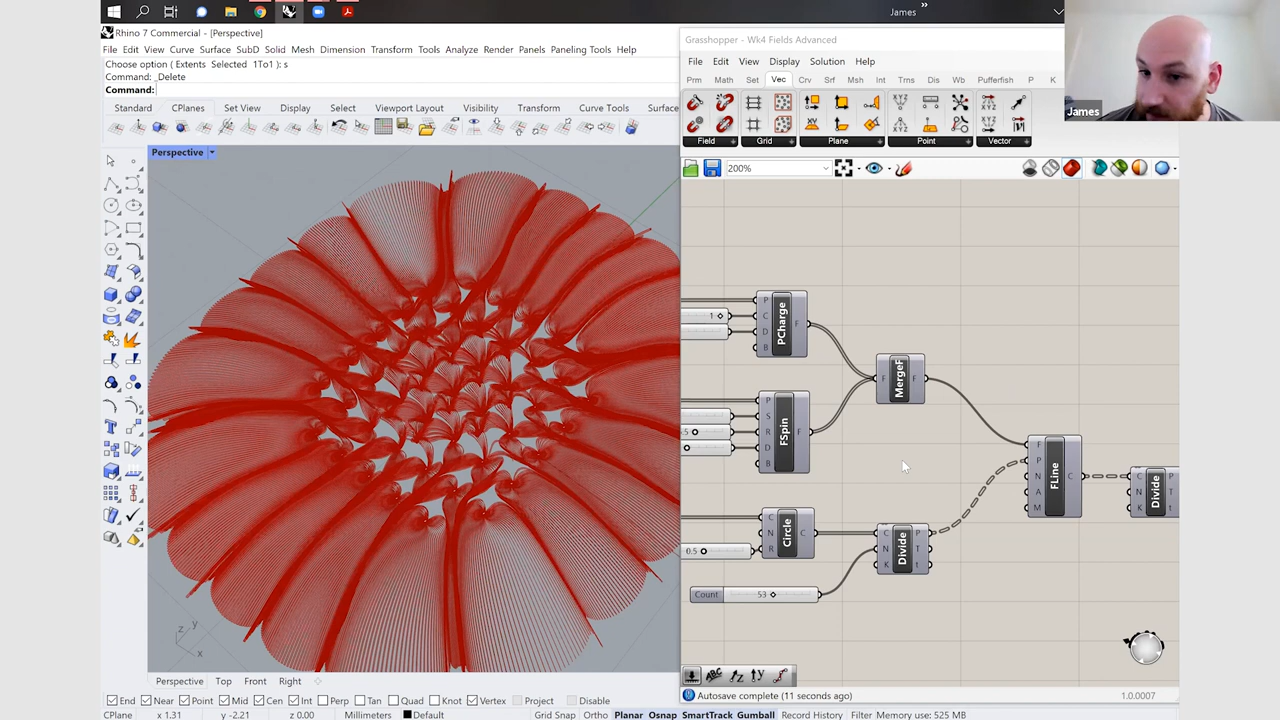 James
»
Rhino 7 Commercial - [Perspective]
File Edit View Curve Surface SubD Solid Mesh Dimension Transform Tools Analyze Render Panels Paneling Tools Help
Choose option ( Extents Selected 1To1 ): s
Command: _Delete
Command:
Standard CPlanes Set View Display Select Viewport Layout Visibility Transform Curve Tools Surface
Perspective
z y
x
Perspective Top Front Right
End Near Point Mid Cen Int Perp Tan Quad Knot Vertex Project Disable
CPlane x 1.31 y -2.21 z 0.00 Millimeters Default Grid Snap Ortho Planar Osnap SmartTrack Gumball Record History Filter Memory use: 525 MB
Grasshopper - Wk4 Fields Advanced
File Edit View Display Solution Help
Prm Math Set Vec Crv Srf Msh Int Trns Dis Wb Pufferfish P K
Field Grid Plane Point Vector
200%
P C D B PCharge F
1
F MergeF F
P S R D B FSpin F
.5
F P N A M FLine C
C N K Divide P T t
C N R Circle C
0.5
C N K Divide P T t
Count 53
Autosave complete (11 seconds ago)
1.0.0007
James